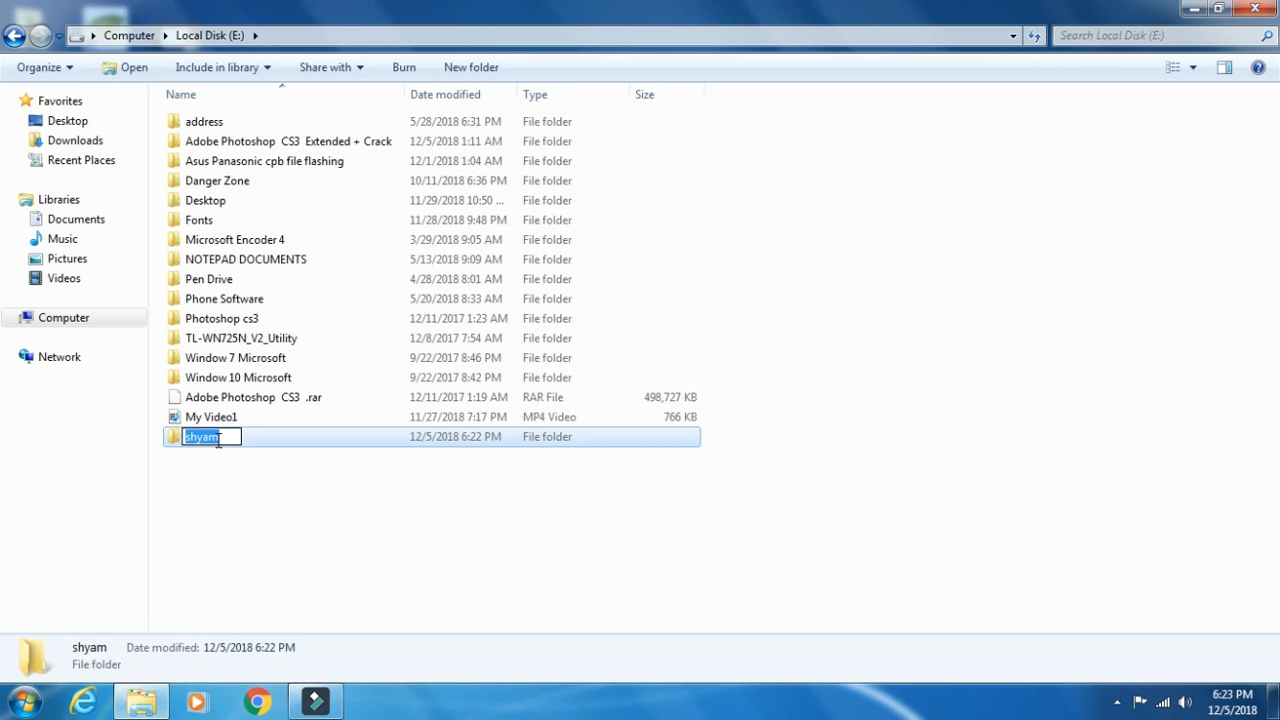 Computer Local Disk (E:) Search Local Disk (E:)
Organize Open Include in library Share with Burn New folder
Name Date modified Type Size
Favorites
Desktop
Downloads
Recent Places
Libraries
Documents
Music
Pictures
Videos
Computer
Network
address 5/28/2018 6:31 PM File folder
Adobe Photoshop CS3 Extended + Crack 12/5/2018 1:11 AM File folder
Asus Panasonic cpb file flashing 12/1/2018 1:04 AM File folder
Danger Zone 10/11/2018 6:36 PM File folder
Desktop 11/29/2018 10:50 ... File folder
Fonts 11/28/2018 9:48 PM File folder
Microsoft Encoder 4 3/29/2018 9:05 AM File folder
NOTEPAD DOCUMENTS 5/13/2018 9:09 AM File folder
Pen Drive 4/28/2018 8:01 AM File folder
Phone Software 5/20/2018 8:33 AM File folder
Photoshop cs3 12/11/2017 1:23 AM File folder
TL-WN725N_V2_Utility 12/8/2017 7:54 AM File folder
Window 7 Microsoft 9/22/2017 8:46 PM File folder
Window 10 Microsoft 9/22/2017 8:42 PM File folder
Adobe Photoshop CS3 .rar 12/11/2017 1:19 AM RAR File 498,727 KB
My Video1 11/27/2018 7:17 PM MP4 Video 766 KB
shyam 12/5/2018 6:22 PM File folder
shyam Date modified: 12/5/2018 6:22 PM
File folder
6:23 PM
12/5/2018